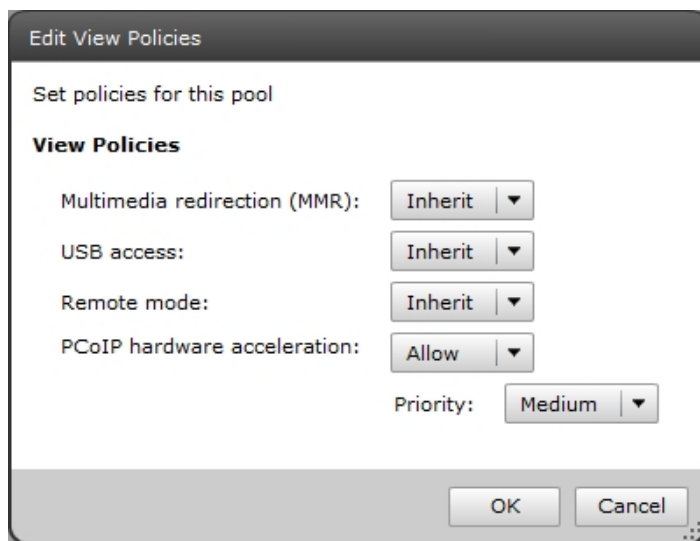 Edit View Policies
Set policies for this pool
View Policies
Multimedia redirection (MMR): Inherit
USB access: Inherit
Remote mode: Inherit
PCoIP hardware acceleration: Allow
Priority: Medium
OK Cancel